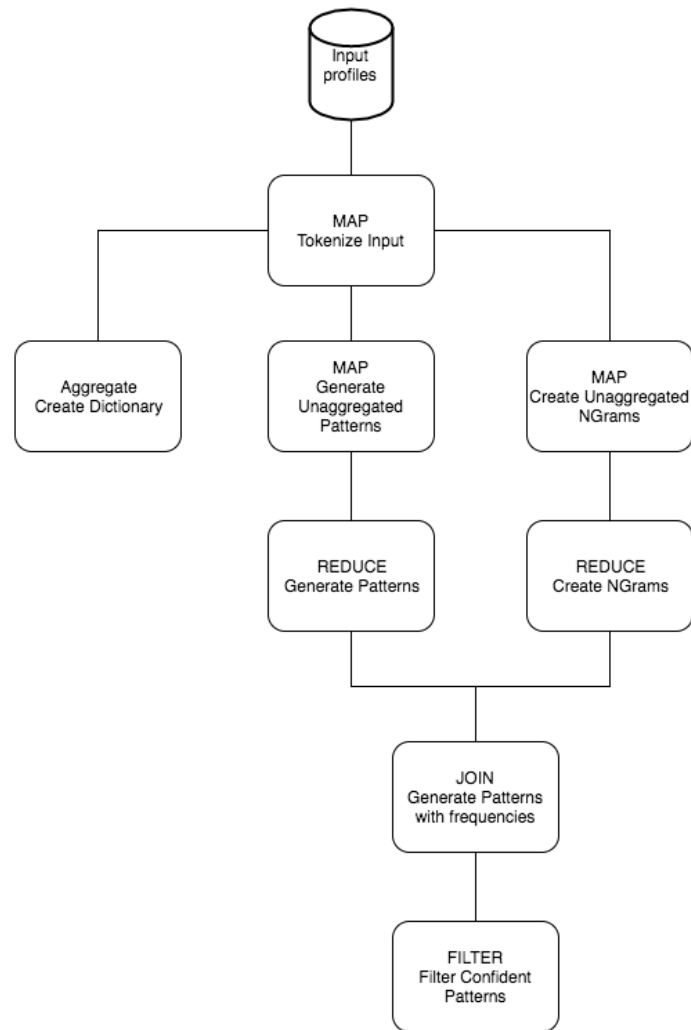 Input
profiles
MAP
Tokenize Input
Aggregate
Create Dictionary
MAP
Generate
Unaggregated
Patterns
MAP
Create Unaggregated
NGrams
REDUCE
Generate Patterns
REDUCE
Create NGrams
JOIN
Generate Patterns
with frequencies
FILTER
Filter Confident
Patterns